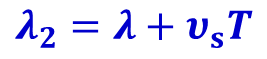 λ₂ = λ + υₛT